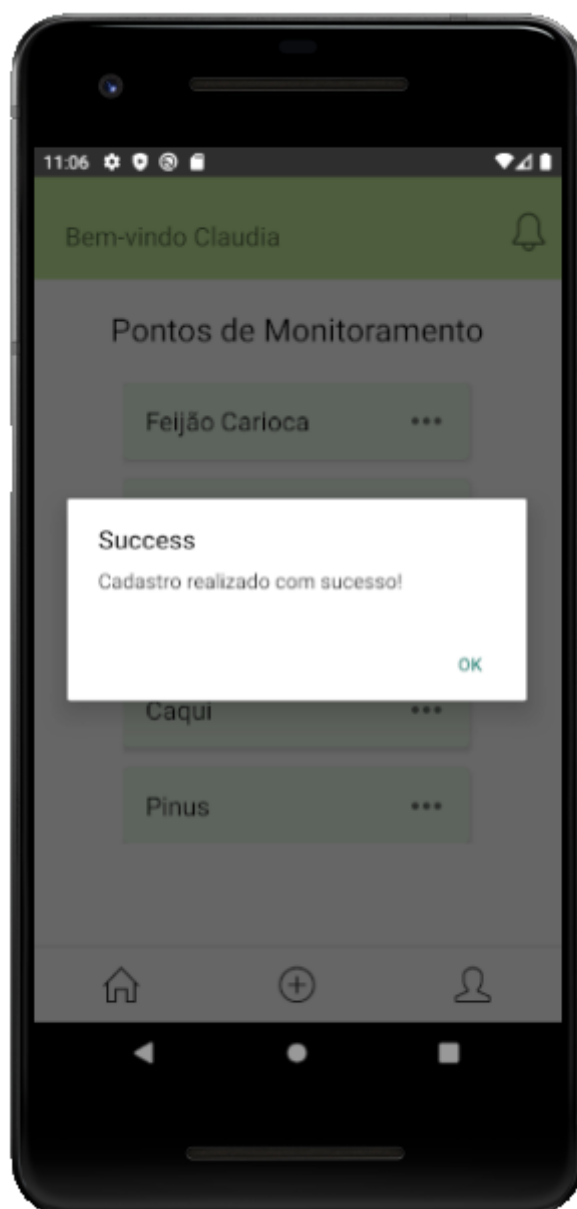 11:06
Bem-vindo Claudia
Pontos de Monitoramento
Feijão Carioca
Success
Cadastro realizado com sucesso!
OK
Caqui
Pinus